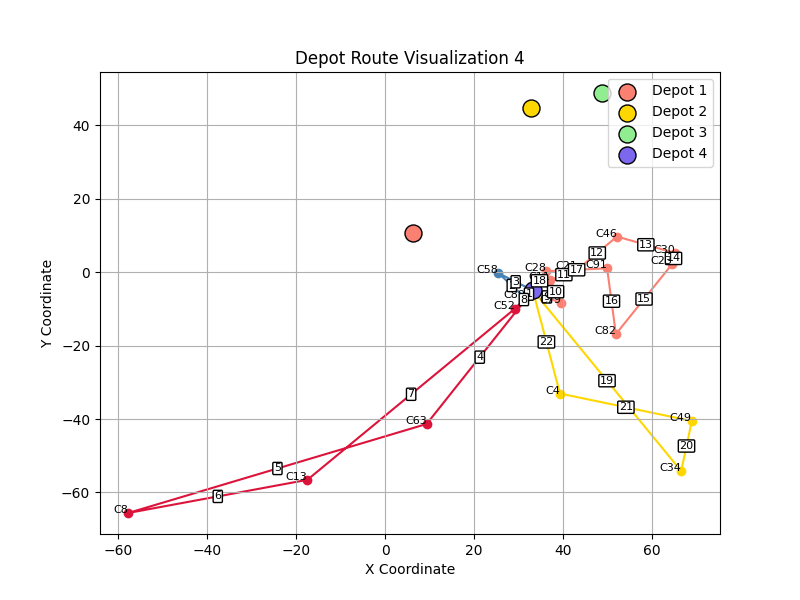 Depot Route Visualization 4
Depot 1
Depot 2
Depot 3
Depot 4
Y Coordinate
40
20
0
−20
−40
−60
−60
−40
−20
0
20
40
60
X Coordinate
C46
13
C30
12
14
C58
C28
C91
17
11
18
3
10
C52
8
16
15
C82
22
4
7
19
C4
21
C49
C63
20
5
C34
C13
6
C8